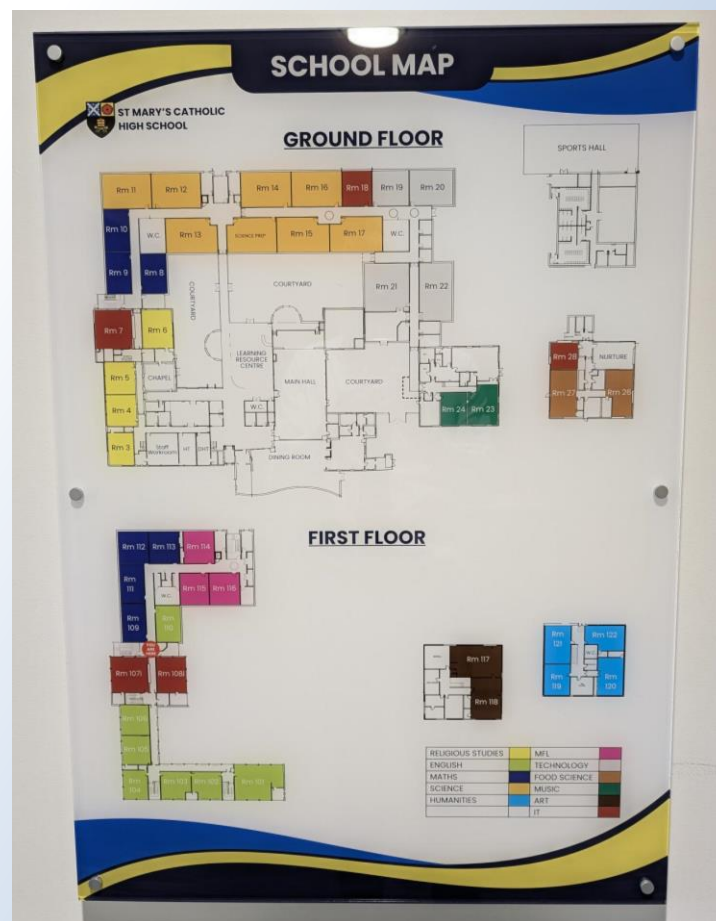 SCHOOL MAP
ST MARY'S CATHOLIC
HIGH SCHOOL
GROUND FLOOR
SPORTS HALL
Rm 11
Rm 12
Rm 14
Rm 16
Rm 18
Rm 19
Rm 20
Rm 10
W.C.
Rm 13
SCIENCE PREP
Rm 15
Rm 17
W.C.
Rm 9
Rm 8
COURTYARD
COURTYARD
Rm 21
Rm 22
Rm 7
Rm 6
LEARNING
RESOURCE
CENTRE
Rm 5
CHAPEL
MAIN HALL
COURTYARD
Rm 28
NURTURE
Rm 27
Rm 26
Rm 4
W.C.
Rm 24
Rm 23
Rm 3
Staff
Workroom
HT
DHT
DINING ROOM
FIRST FLOOR
Rm 112
Rm 113
Rm 114
Rm
111
W.C.
Rm 115
Rm 116
Rm
109
Rm
110
Rm 107i
Rm 108i
Rm 117
Rm 118
Rm
121
Rm 122
W.C.
Rm
119
Rm
120
Rm 106
Rm 105
Rm
104
Rm 103
Rm 102
Rm 101
RELIGIOUS STUDIES
MFL
ENGLISH
TECHNOLOGY
MATHS
FOOD SCIENCE
SCIENCE
MUSIC
HUMANITIES
ART
IT